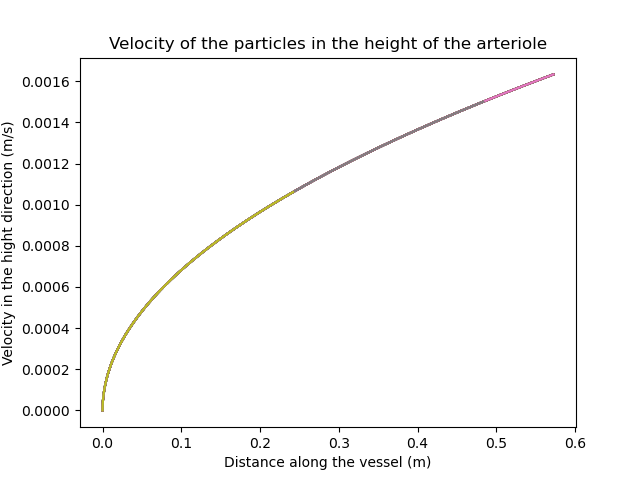 Velocity of the particles in the height of the arteriole
Velocity in the hight direction (m/s)
0.0016
0.0014
0.0012
0.0010
0.0008
0.0006
0.0004
0.0002
0.0000
0.0 0.1 0.2 0.3 0.4 0.5 0.6
Distance along the vessel (m)